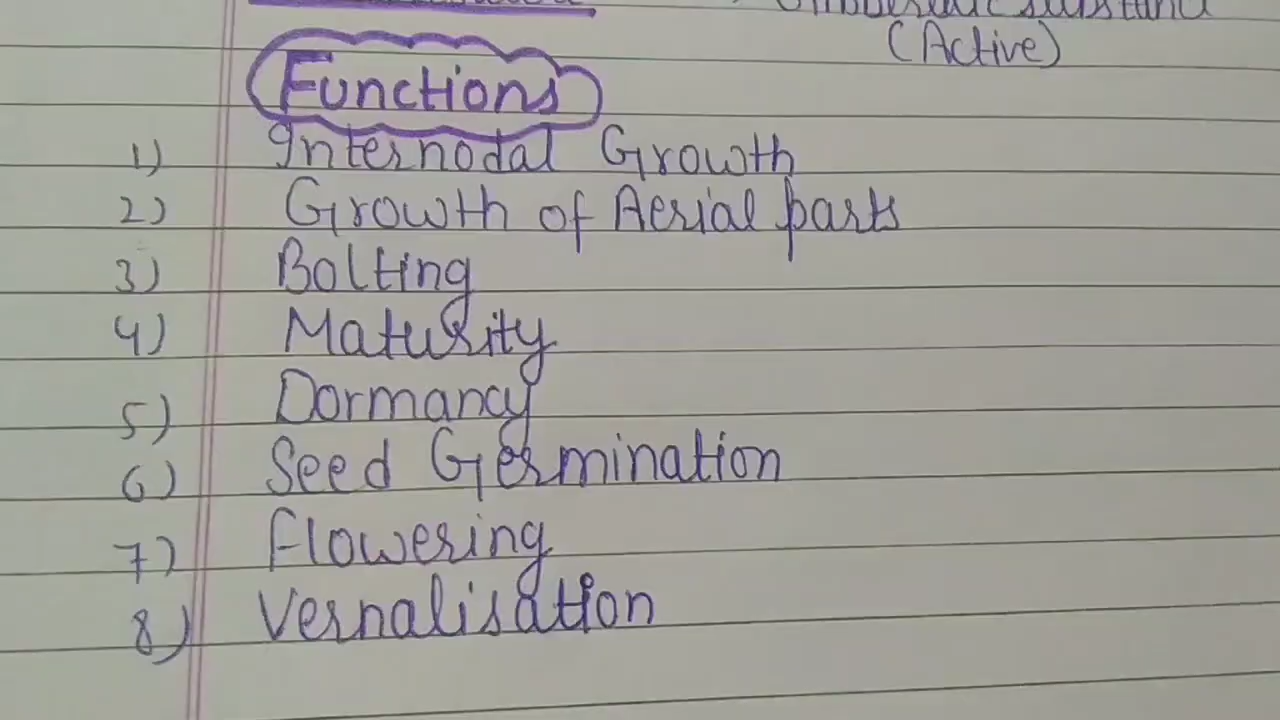 (Active)
Functions
1) Internodal Growth
2) Growth of Aerial parts
3) Bolting
4) Maturity
5) Dormancy
6) Seed Germination
7) Flowering
8) Vernalisation